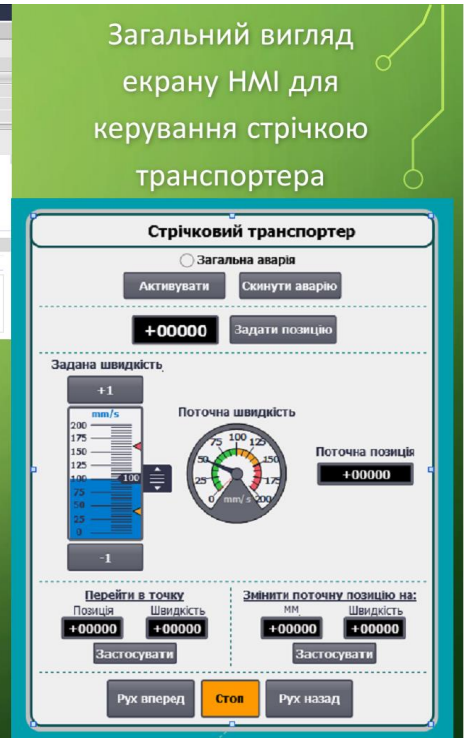 Загальний вигляд
екрану HMI для
керування стрічкою
транспортера
Стрічковий транспортер
Загальна аварія
Активувати Скинути аварію
+00000 Задати позицію
Задана швидкість
+1
mm/s
200
175
150
125
100 100
75
50
25
0
-1
Поточна швидкість
0 25 50 75 100 125 150 175 200
mm/s
Поточна позиція
+00000
Перейти в точку
Позиція Швидкість
+00000 +00000
Застосувати
Змінити поточну позицію на:
мм Швидкість
+00000 +00000
Застосувати
Рух вперед Стоп Рух назад